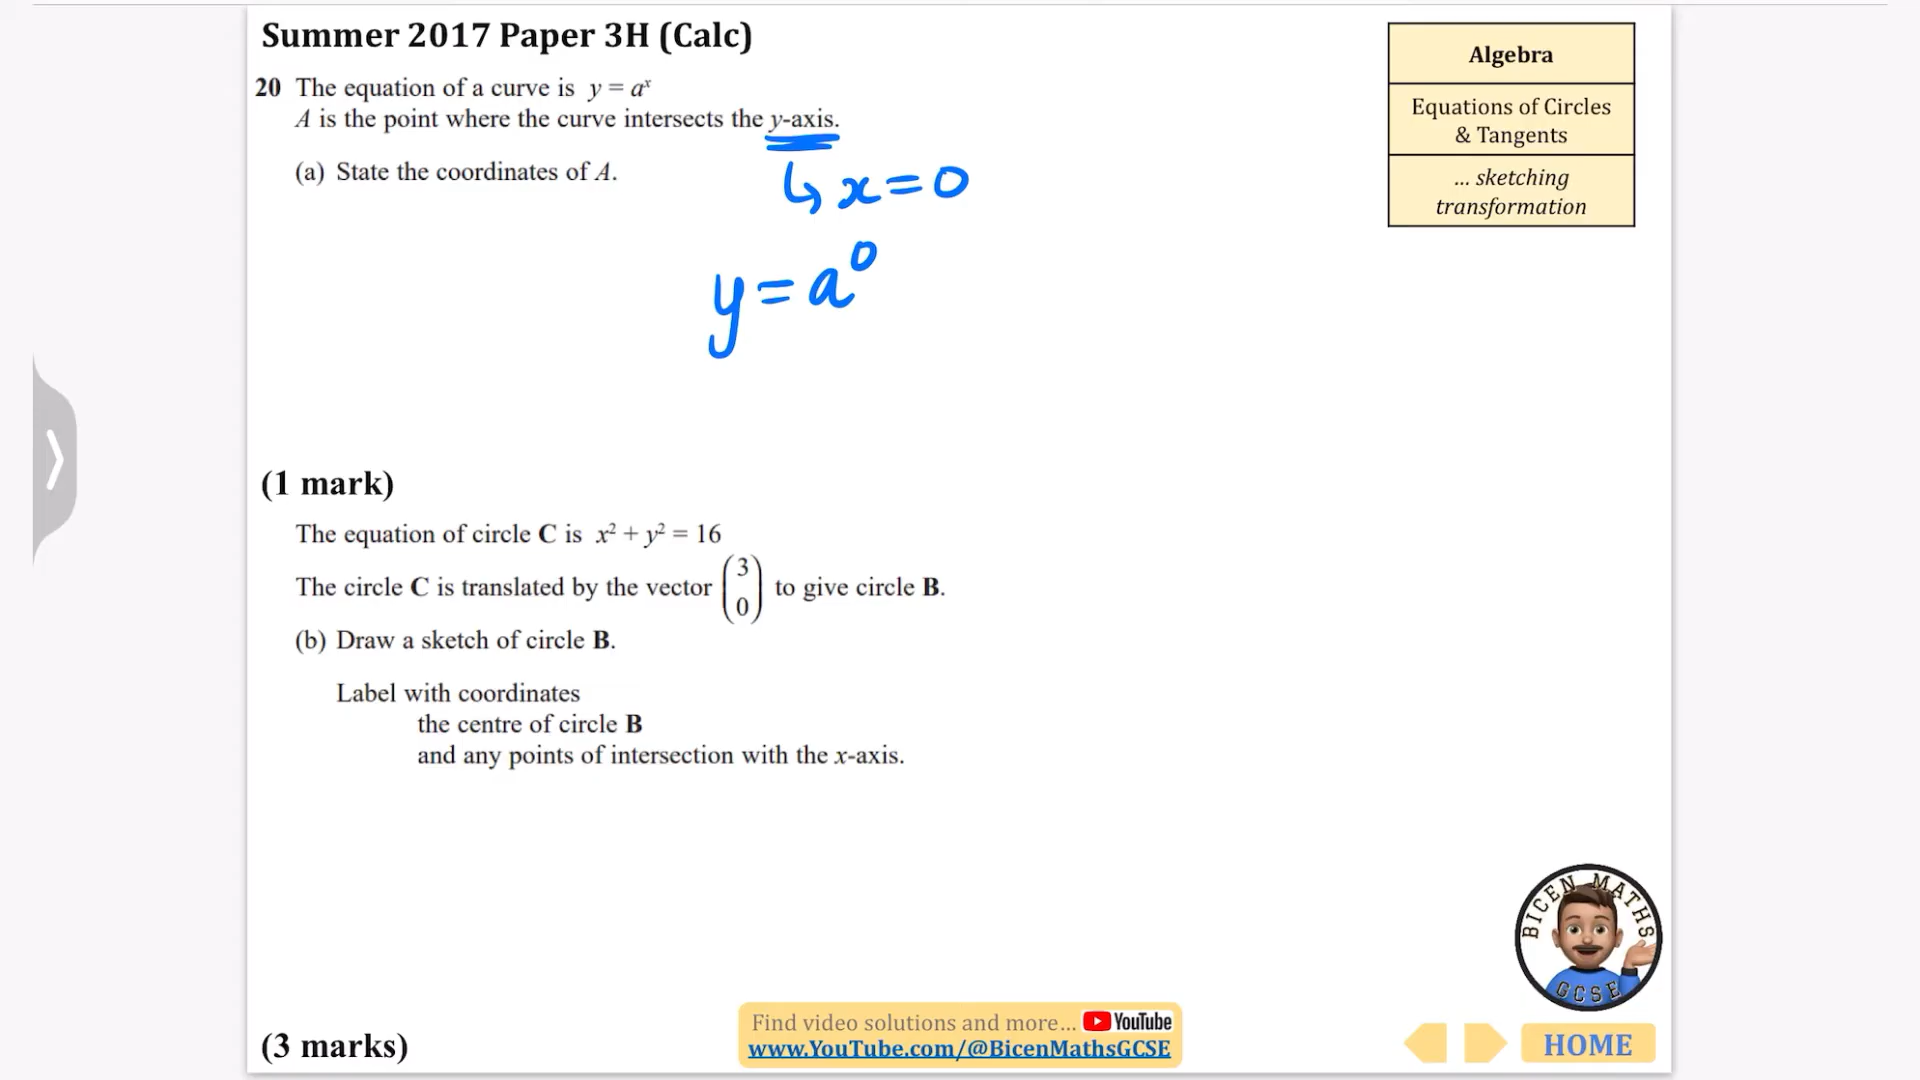 Summer 2017 Paper 3H (Calc)
20 The equation of a curve is y = aˣ
A is the point where the curve intersects the y-axis.
(a) State the coordinates of A.
↳ x = 0
y = a⁰
(1 mark)
The equation of circle C is x² + y² = 16
The circle C is translated by the vector (3 0) to give circle B.
(b) Draw a sketch of circle B.
Label with coordinates
the centre of circle B
and any points of intersection with the x-axis.
(3 marks)
Algebra
Equations of Circles
& Tangents
... sketching
transformation
BICEN MATHS
GCSE
Find video solutions and more... YouTube
www.YouTube.com/@BicenMathsGCSE
HOME